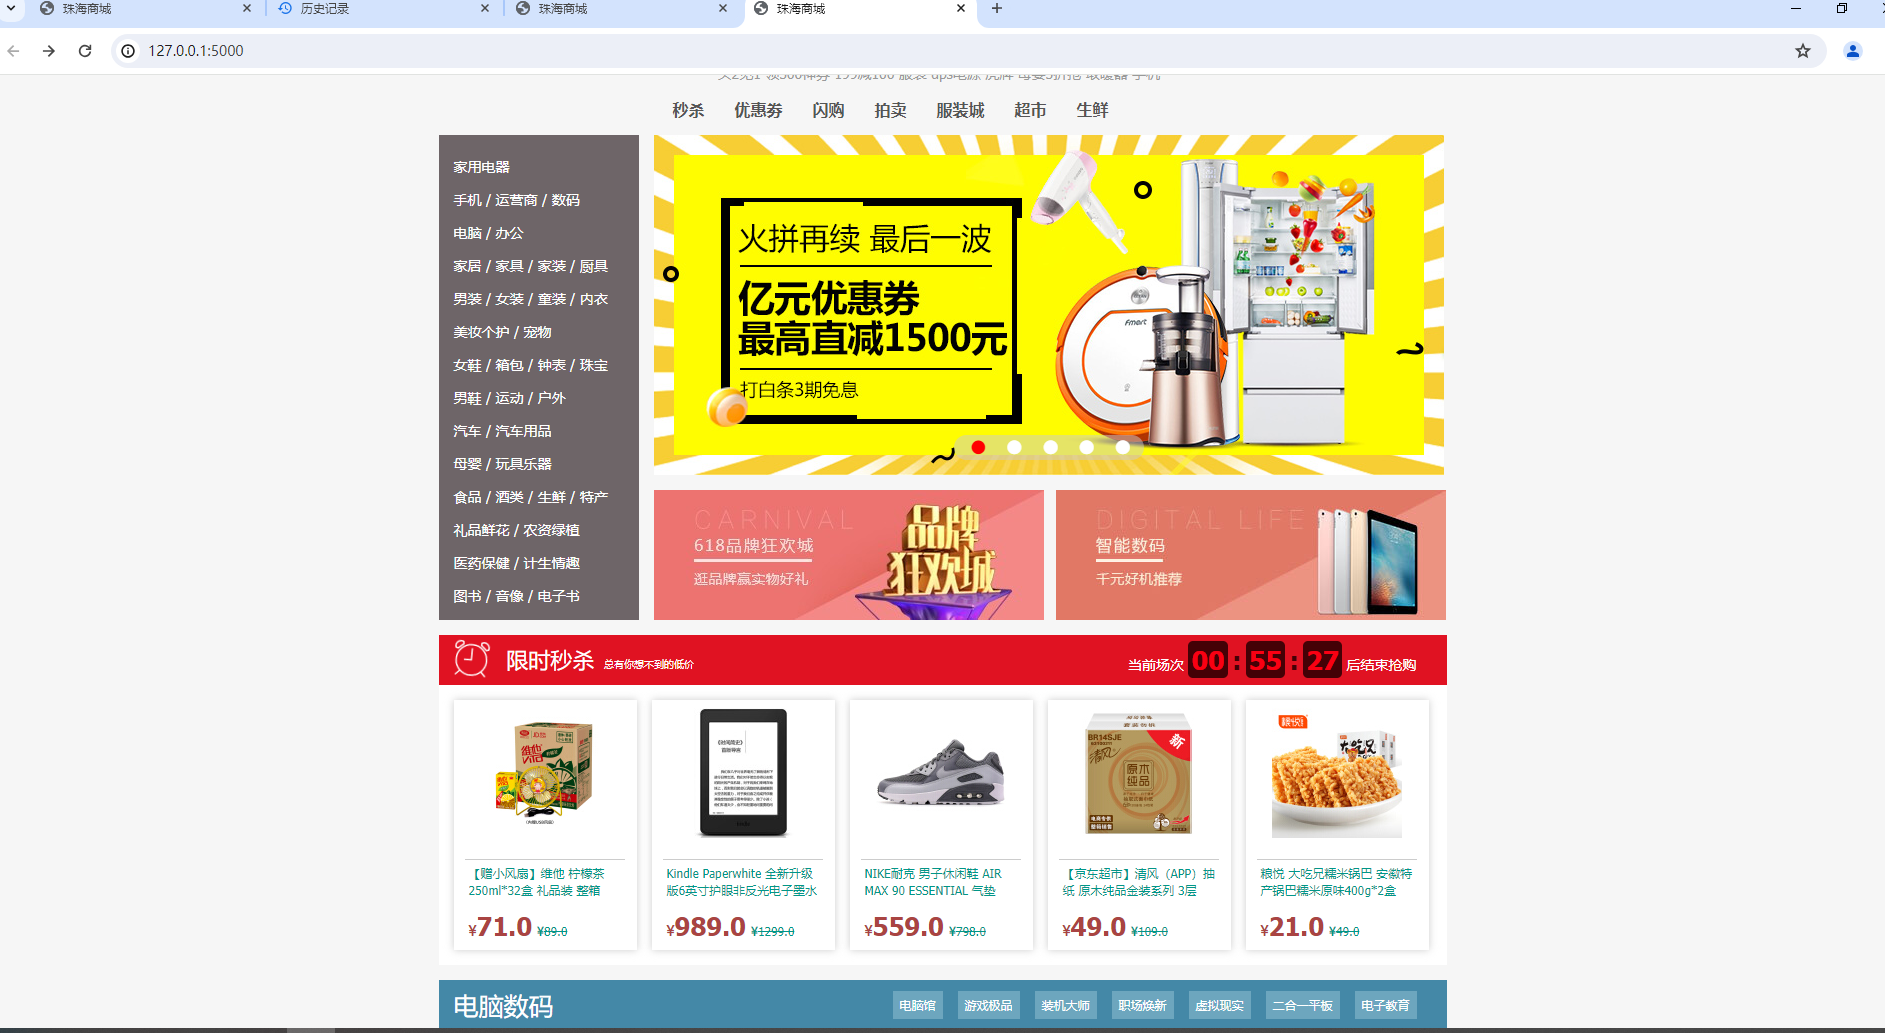 珠海商城
历史记录
珠海商城
珠海商城
127.0.0.1:5000
秒杀 优惠券 闪购 拍卖 服装城 超市 生鲜
家用电器
手机 / 运营商 / 数码
电脑 / 办公
家居 / 家具 / 家装 / 厨具
男装 / 女装 / 童装 / 内衣
美妆个护 / 宠物
女鞋 / 箱包 / 钟表 / 珠宝
男鞋 / 运动 / 户外
汽车 / 汽车用品
母婴 / 玩具乐器
食品 / 酒类 / 生鲜 / 特产
礼品鲜花 / 农资绿植
医药保健 / 计生情趣
图书 / 音像 / 电子书
火拼再续 最后一波
亿元优惠券
最高直减1500元
打白条3期免息
Fmart
CARNIVAL
618品牌狂欢城
逛品牌赢实物好礼
品牌
狂欢城
DIGITAL LIFE
智能数码
千元好机推荐
限时秒杀 总有你想不到的低价
当前场次 00 : 55 : 27 后结束抢购
维他
BR14SJE
新
清风
原木
纯品
【赠小风扇】维他 柠檬茶
250ml*32盒 礼品装 整箱
¥71.0 ¥89.0
Kindle Paperwhite 全新升级
版6英寸护眼非反光电子墨水
¥989.0 ¥1299.0
NIKE耐克 男子休闲鞋 AIR
MAX 90 ESSENTIAL 气垫
¥559.0 ¥798.0
【京东超市】清风（APP）抽
纸 原木纯品金装系列 3层
¥49.0 ¥109.0
粮悦 大吃兄糯米锅巴 安徽特
产锅巴糯米原味400g*2盒
¥21.0 ¥49.0
电脑数码
电脑馆 游戏极品 装机大师 职场焕新 虚拟现实 二合一平板 电子教育